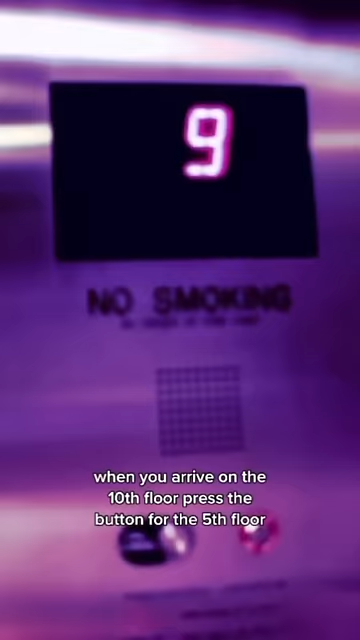 9
NO SMOKING
when you arrive on the
10th floor press the
button for the 5th floor